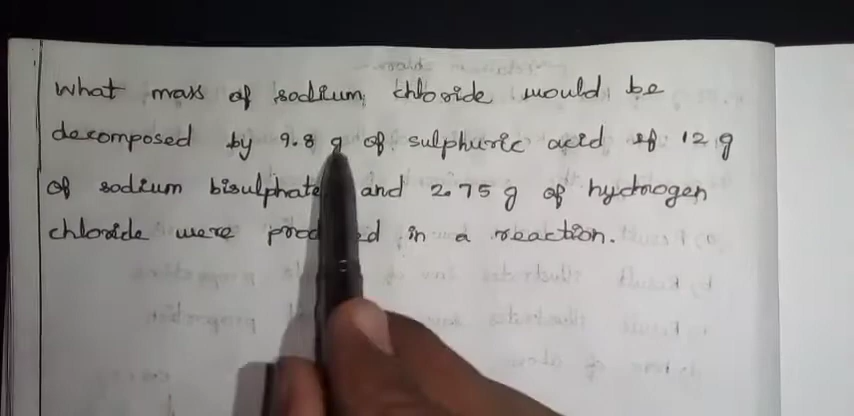 What mass of sodium chloride would be
decomposed by 9.8 g of sulphuric acid if 12 g
of sodium bisulphate and 2.75 g of hydrogen
chloride were in a reaction.